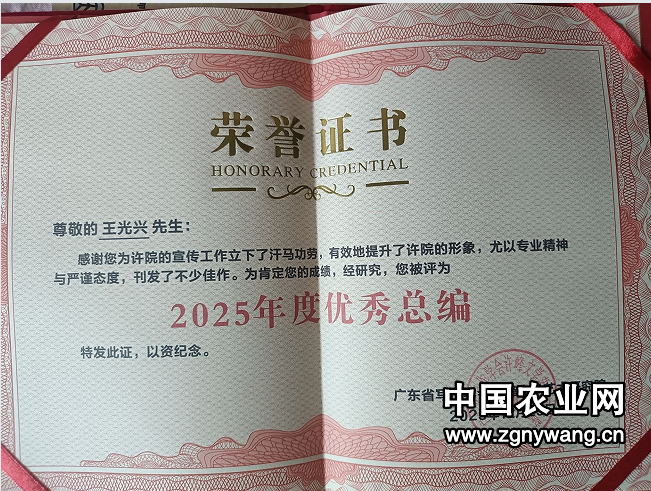 荣誉证书
HONORARY CREDENTIAL
尊敬的 王光兴 先生：
感谢您为许院的宣传工作立下了汗马功劳，有效地提升了许院的形象，尤以专业精神
与严谨态度，刊发了不少佳作。为肯定您的成绩，经研究，您被评为
2025年度优秀总编
特发此证，以资纪念。
广东省写
中国农业网
www.zgnywang.cn